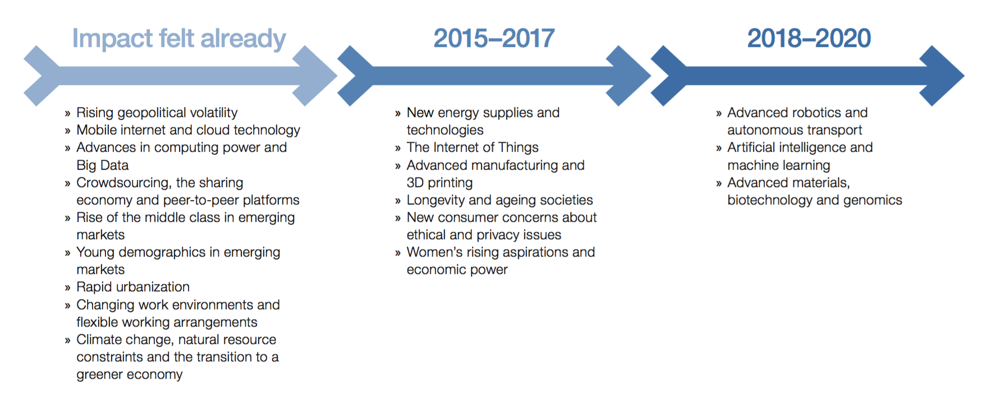 Impact felt already
» Rising geopolitical volatility
» Mobile internet and cloud technology
» Advances in computing power and
Big Data
» Crowdsourcing, the sharing
economy and peer-to-peer platforms
» Rise of the middle class in emerging
markets
» Young demographics in emerging
markets
» Rapid urbanization
» Changing work environments and
flexible working arrangements
» Climate change, natural resource
constraints and the transition to a
greener economy
2015–2017
» New energy supplies and
technologies
» The Internet of Things
» Advanced manufacturing and
3D printing
» Longevity and ageing societies
» New consumer concerns about
ethical and privacy issues
» Women’s rising aspirations and
economic power
2018–2020
» Advanced robotics and
autonomous transport
» Artificial intelligence and
machine learning
» Advanced materials,
biotechnology and genomics